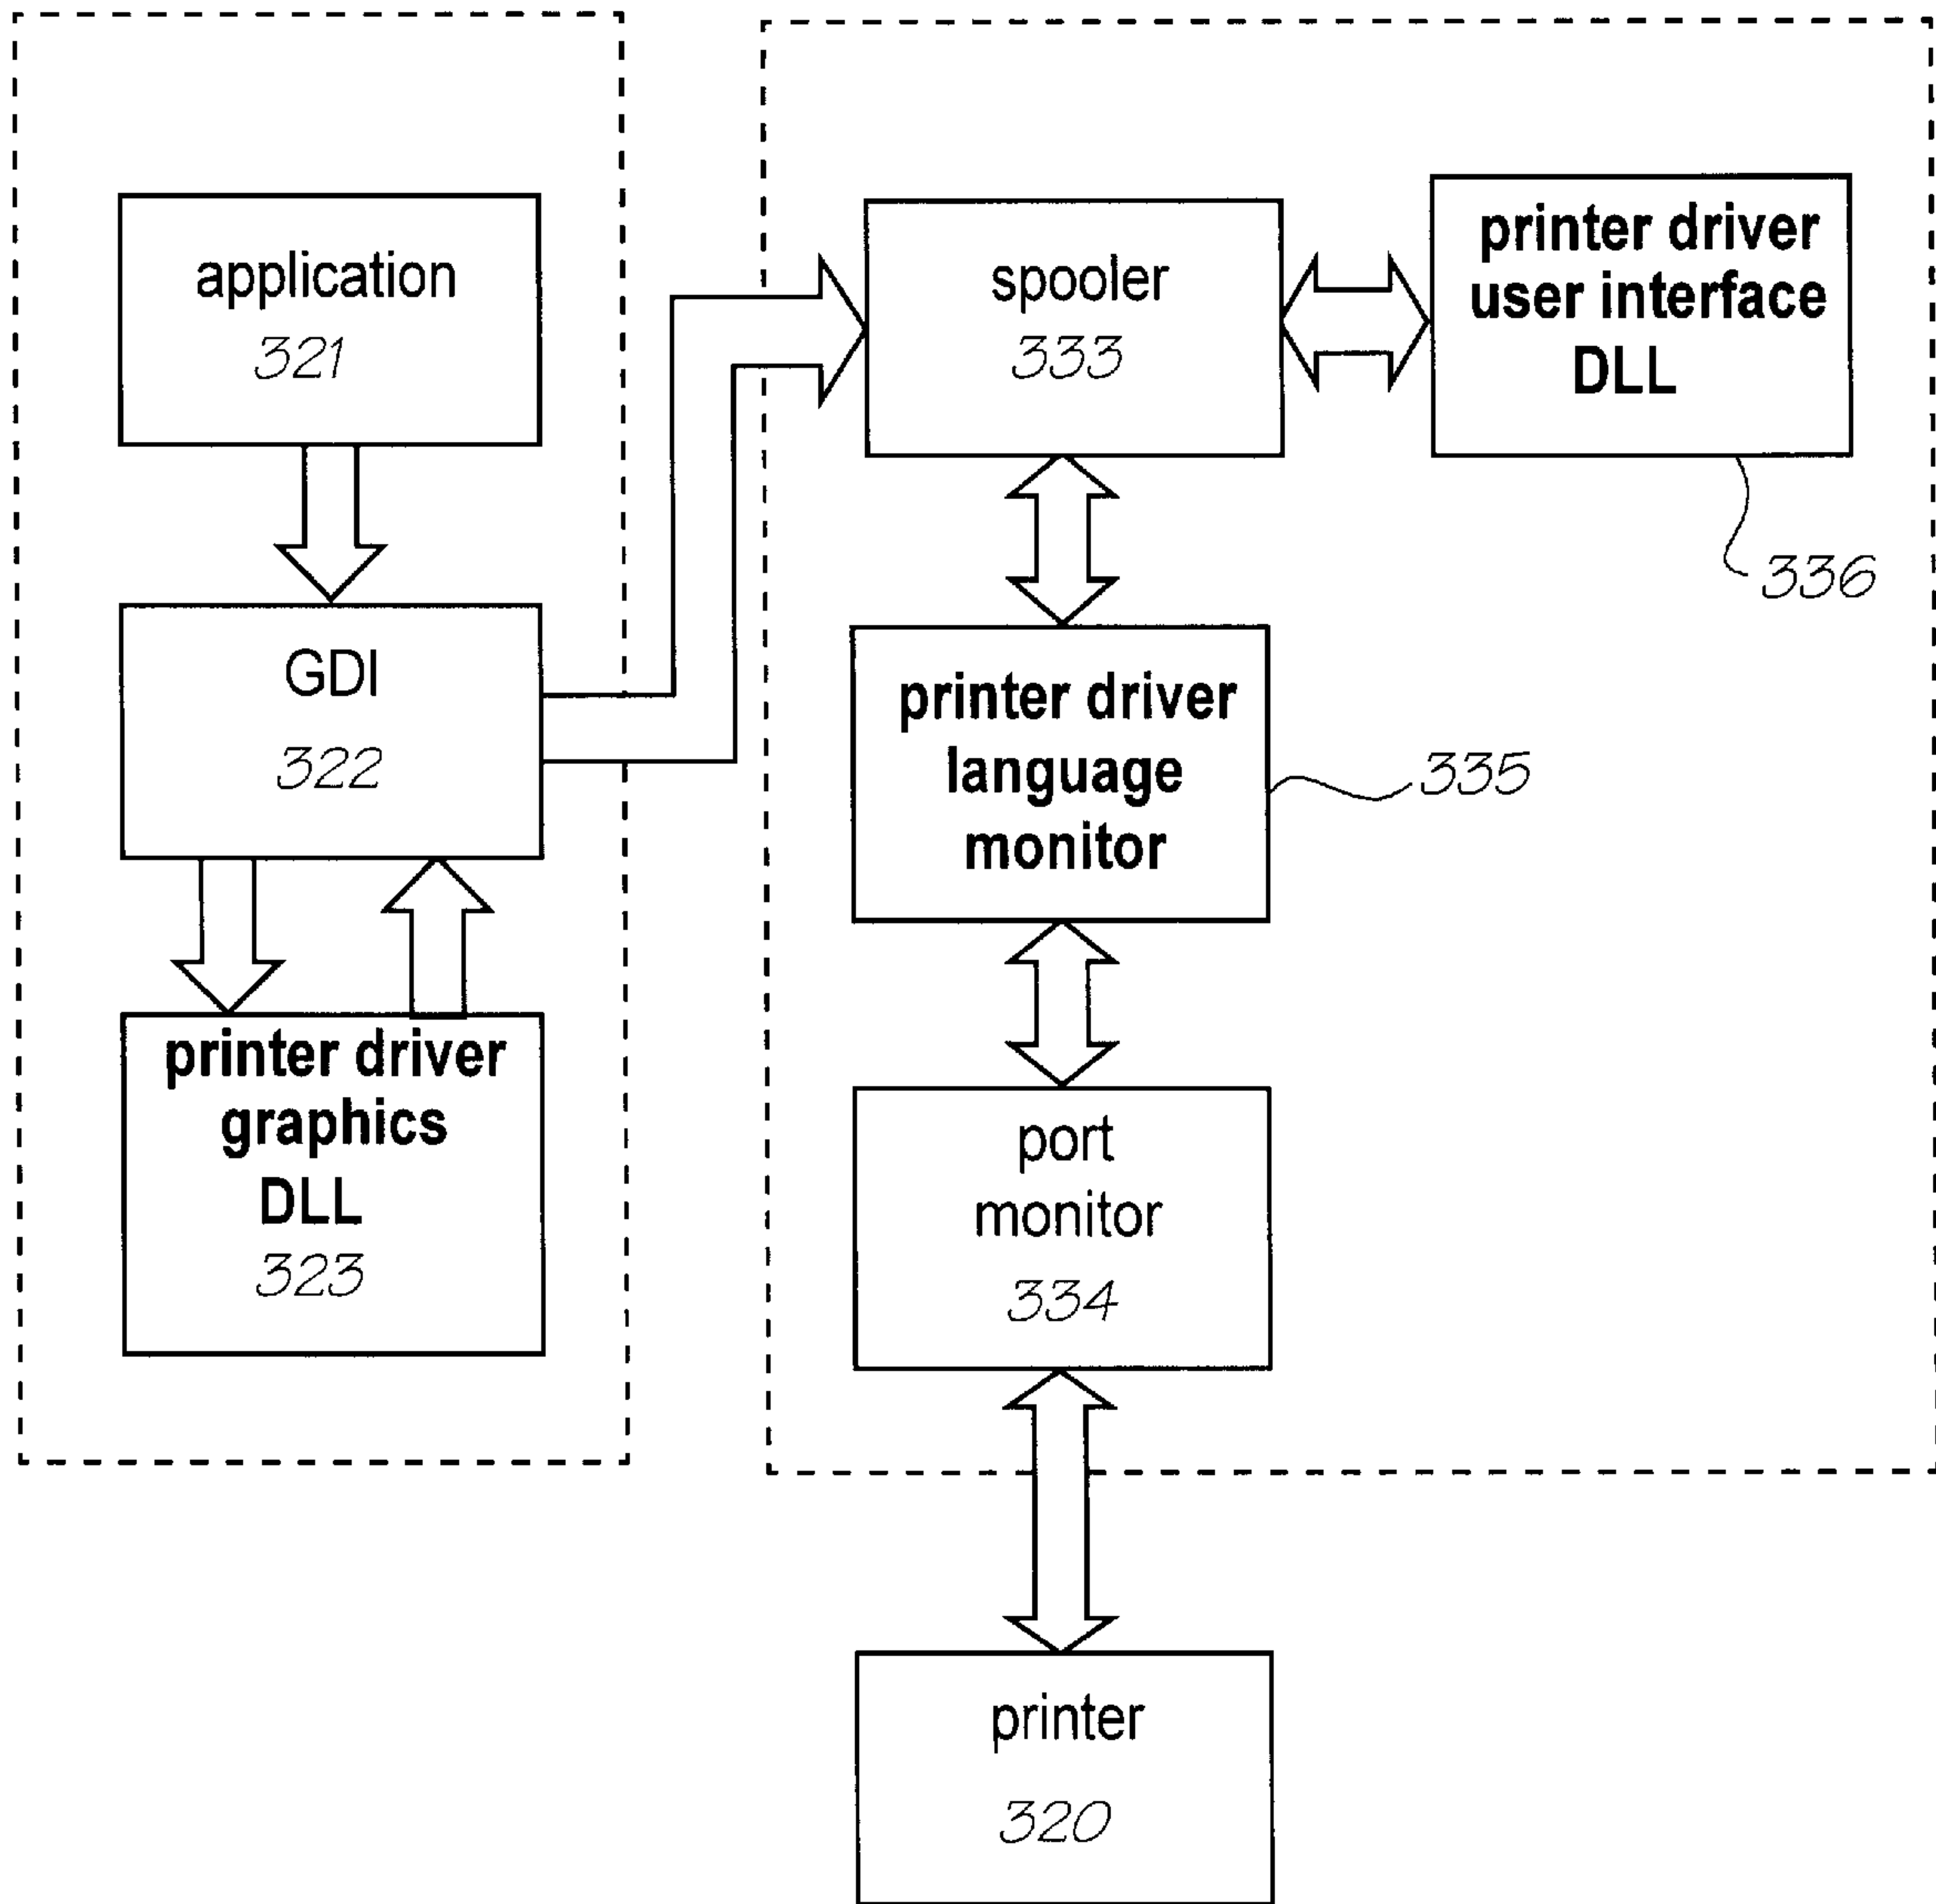 application
321
GDI
322
printer driver
graphics
DLL
323
spooler
333
printer driver
user interface
DLL
336
printer driver
language
monitor
335
port
monitor
334
printer
320